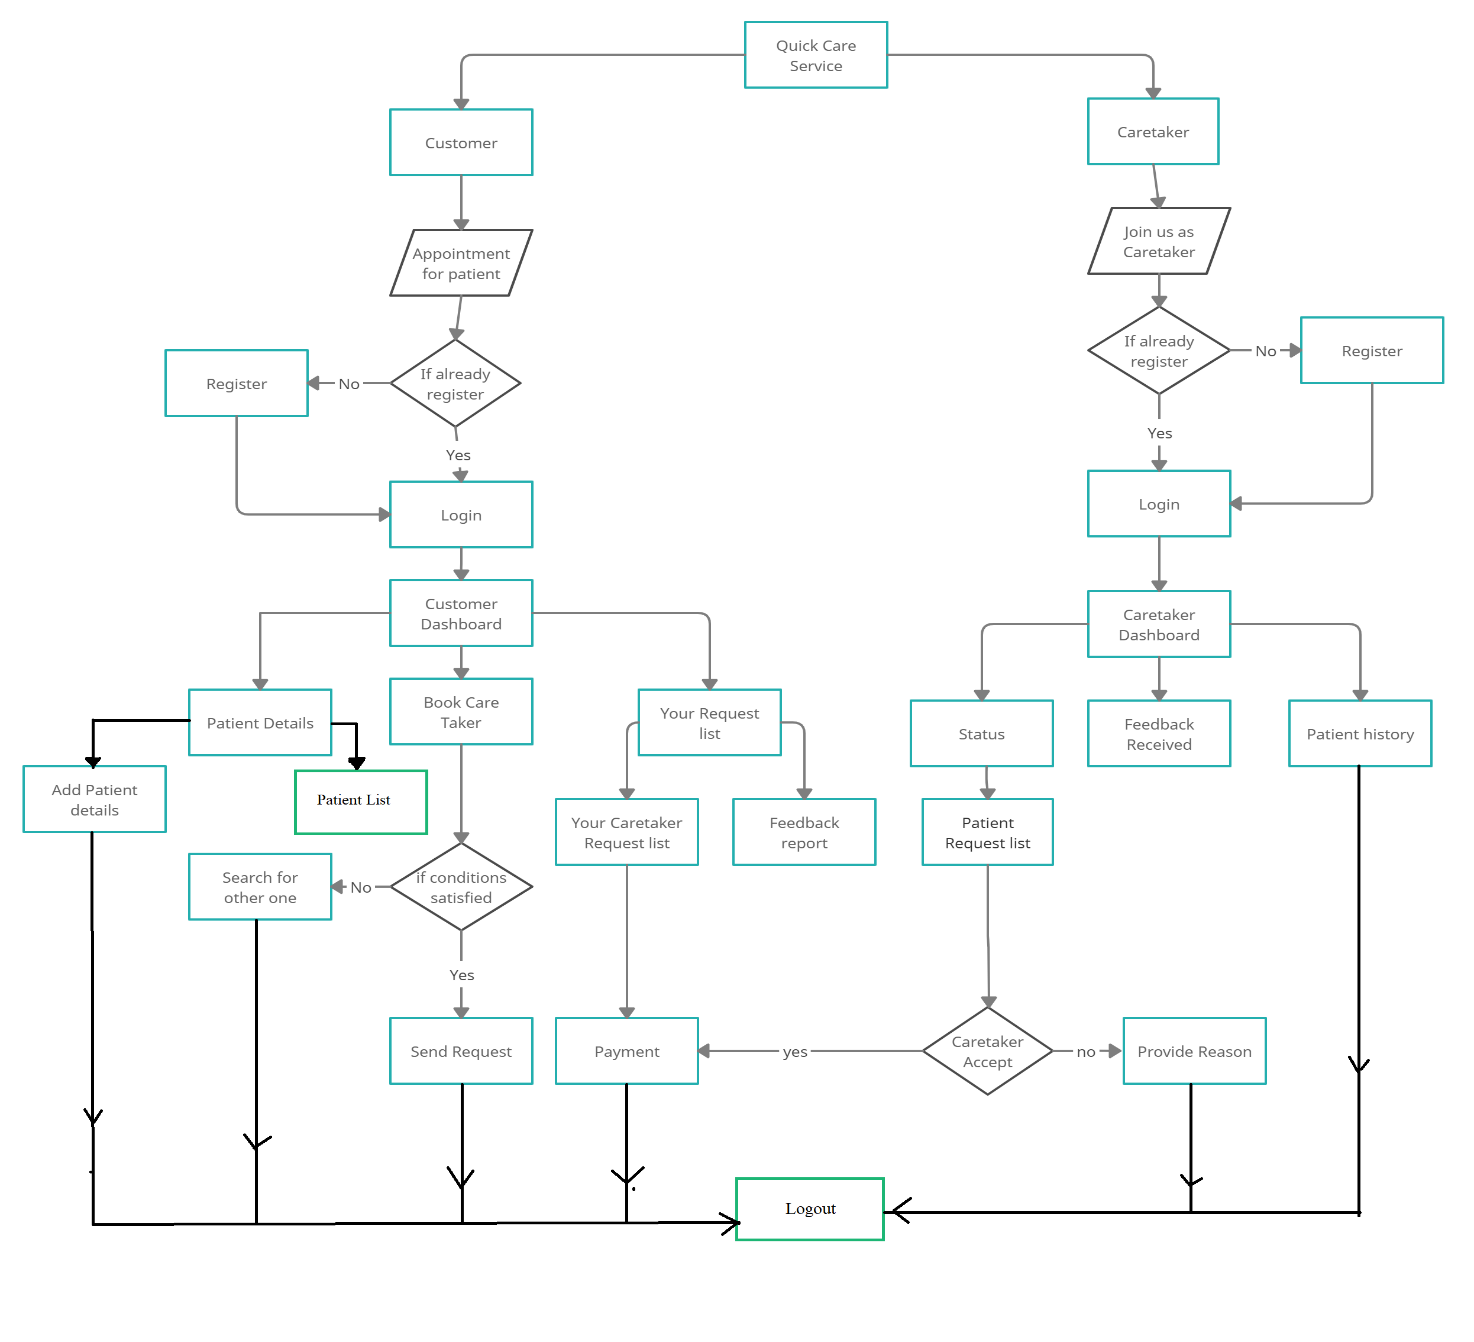 Quick Care
Service
Customer
Caretaker
Appointment
for patient
Join us as
Caretaker
If already
register
No
Register
If already
register
No
Register
Yes
Yes
Login
Login
Customer
Dashboard
Caretaker
Dashboard
Patient Details
Book Care
Taker
Your Request
list
Status
Feedback
Received
Patient history
Add Patient
details
Patient List
Your Caretaker
Request list
Feedback
report
Patient
Request list
Search for
other one
No
if conditions
satisfied
Yes
Send Request
Payment
yes
Caretaker
Accept
no
Provide Reason
Logout